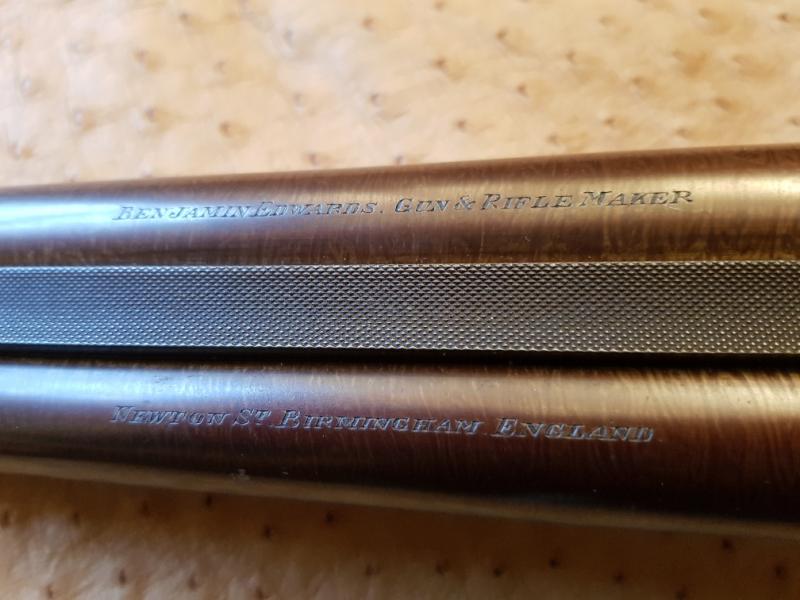 BENJAMIN EDWARDS. GUN & RIFLE MAKER
NEWTON ST. BIRMINGHAM ENGLAND